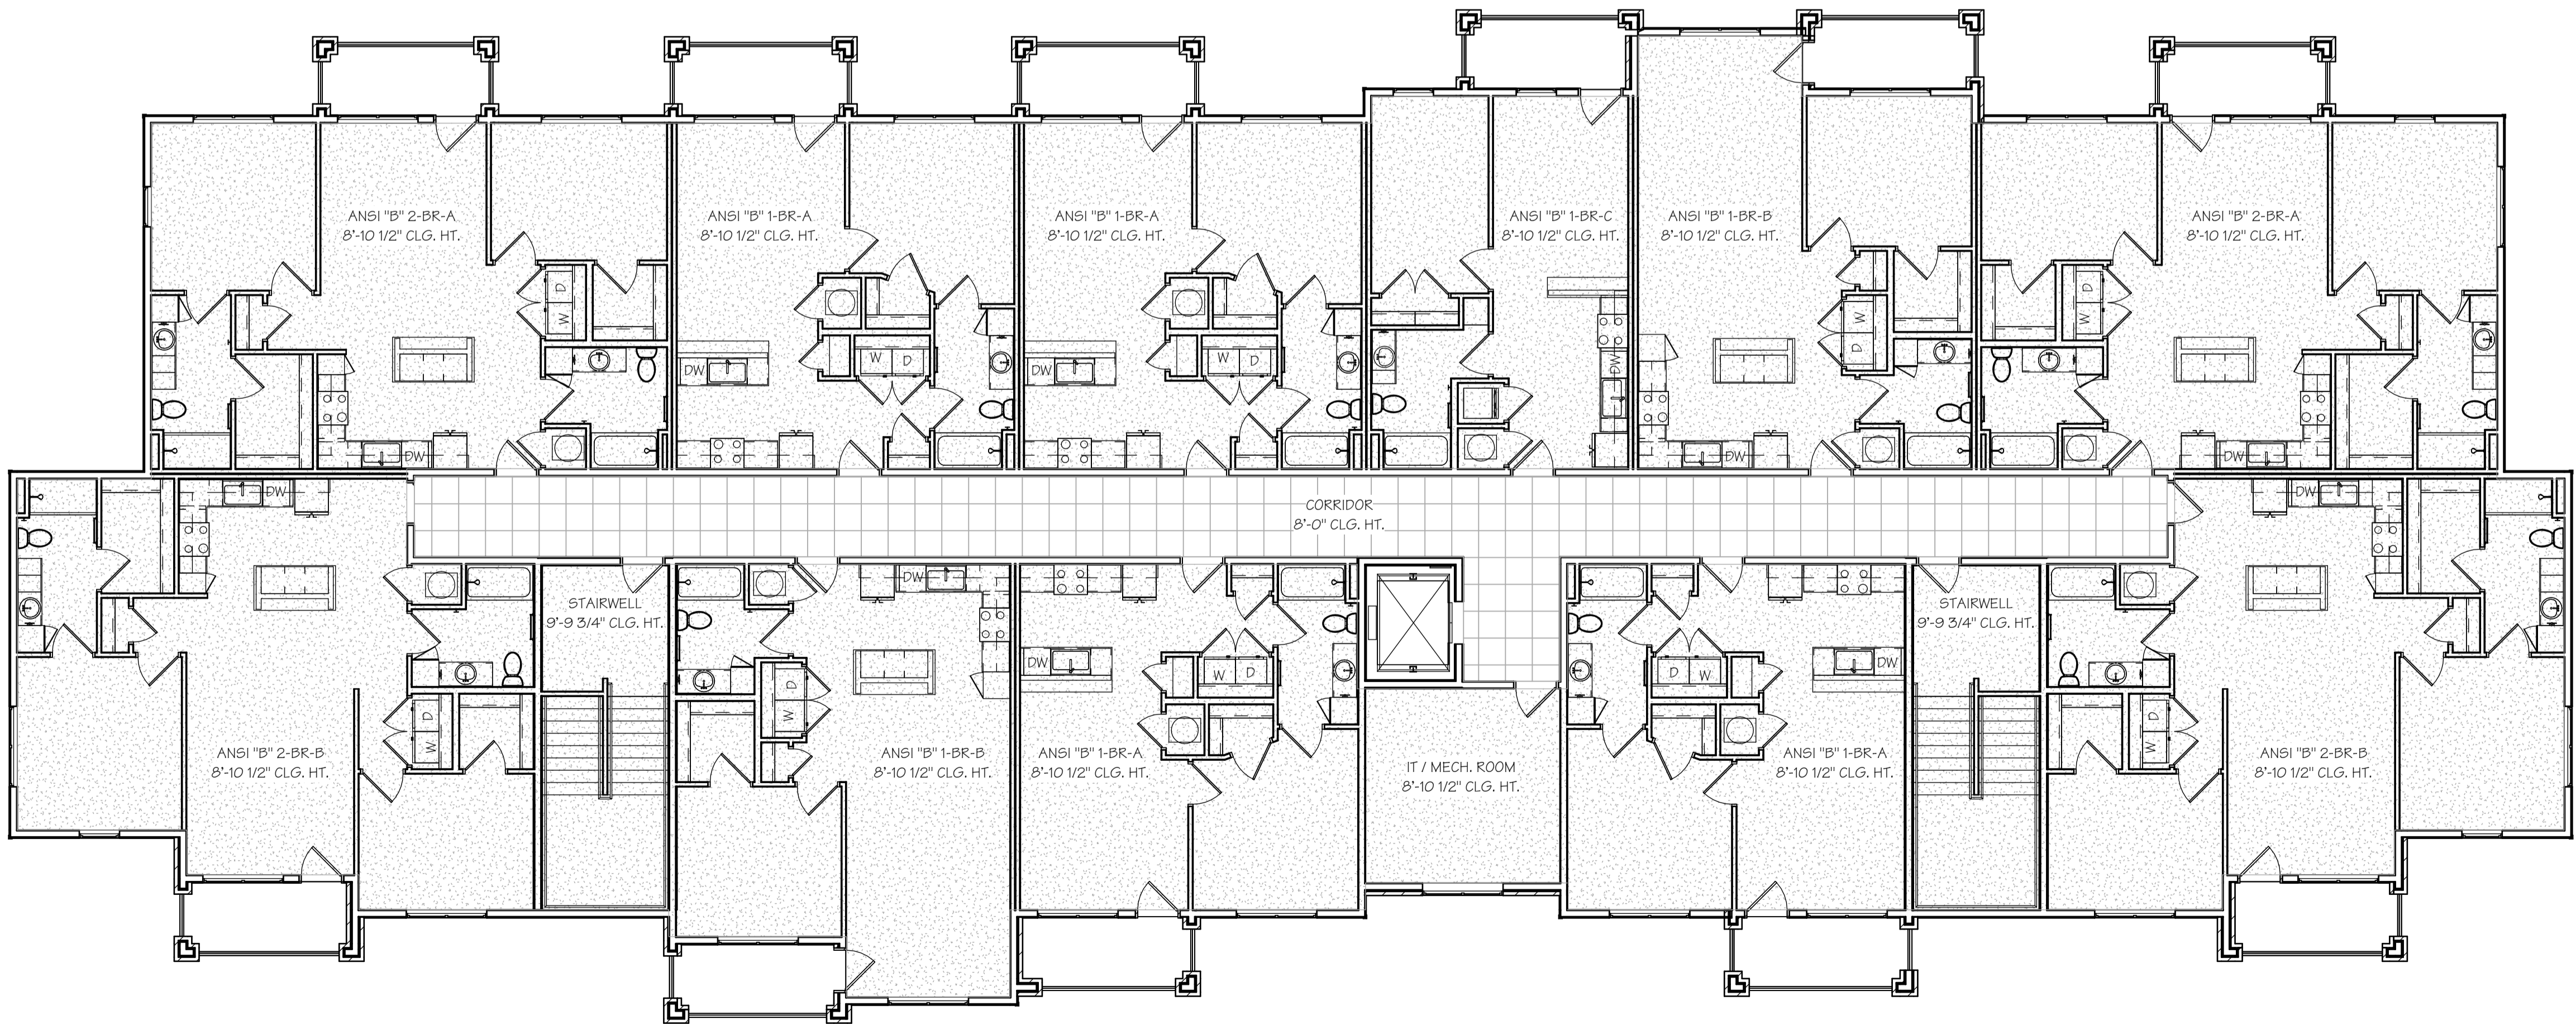 ANSI "B" 2-BR-A
8'-10 1/2" CLG. HT.
ANSI "B" 1-BR-A
8'-10 1/2" CLG. HT.
ANSI "B" 1-BR-A
8'-10 1/2" CLG. HT.
ANSI "B" 1-BR-C
8'-10 1/2" CLG. HT.
ANSI "B" 1-BR-B
8'-10 1/2" CLG. HT.
ANSI "B" 2-BR-A
8'-10 1/2" CLG. HT.
D
W
W D
DW
W D
DW
DW
W
D
D
W
DW
DW
DW
CORRIDOR
8'-0" CLG. HT.
DW
DW
DW
STAIRWELL
9'-9 3/4" CLG. HT.
STAIRWELL
9'-9 3/4" CLG. HT.
D
W
D
W
DW
W D
D W
DW
D
W
ANSI "B" 2-BR-B
8'-10 1/2" CLG. HT.
ANSI "B" 1-BR-B
8'-10 1/2" CLG. HT.
ANSI "B" 1-BR-A
8'-10 1/2" CLG. HT.
IT / MECH. ROOM
8'-10 1/2" CLG. HT.
ANSI "B" 1-BR-A
8'-10 1/2" CLG. HT.
ANSI "B" 2-BR-B
8'-10 1/2" CLG. HT.